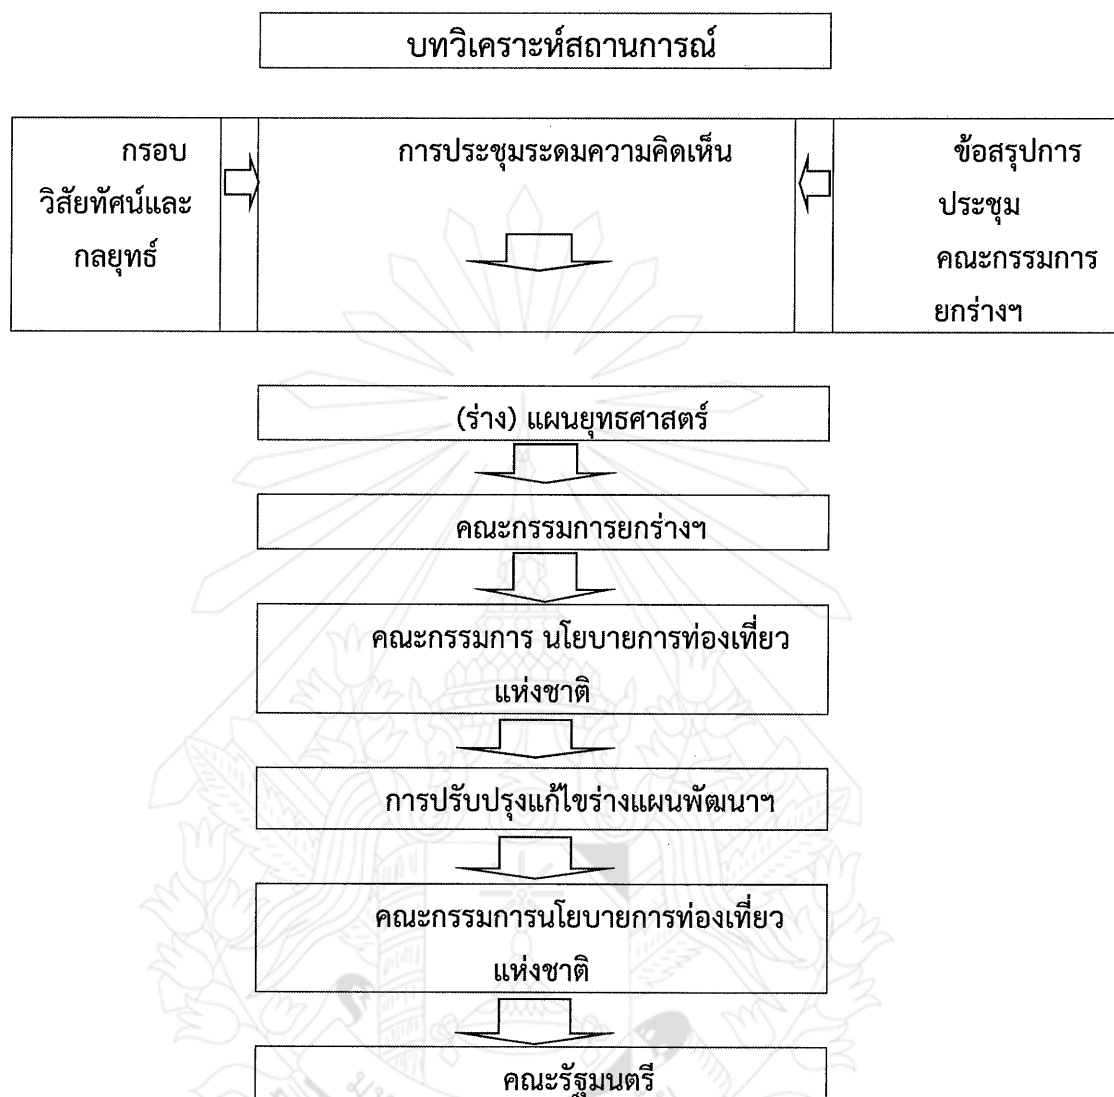 บทวิเคราะห์สถานการณ์
กรอบ
วิสัยทัศน์และ
กลยุทธ์
การประชุมระดมความคิดเห็น
ข้อสรุปการ
ประชุม
คณะกรรมการ
ยกร่างฯ
(ร่าง) แผนยุทธศาสตร์
คณะกรรมการยกร่างฯ
คณะกรรมการ นโยบายการท่องเที่ยว
แห่งชาติ
การปรับปรุงแก้ไขร่างแผนพัฒนาฯ
คณะกรรมการนโยบายการท่องเที่ยว
แห่งชาติ
คณะรัฐมนตรี